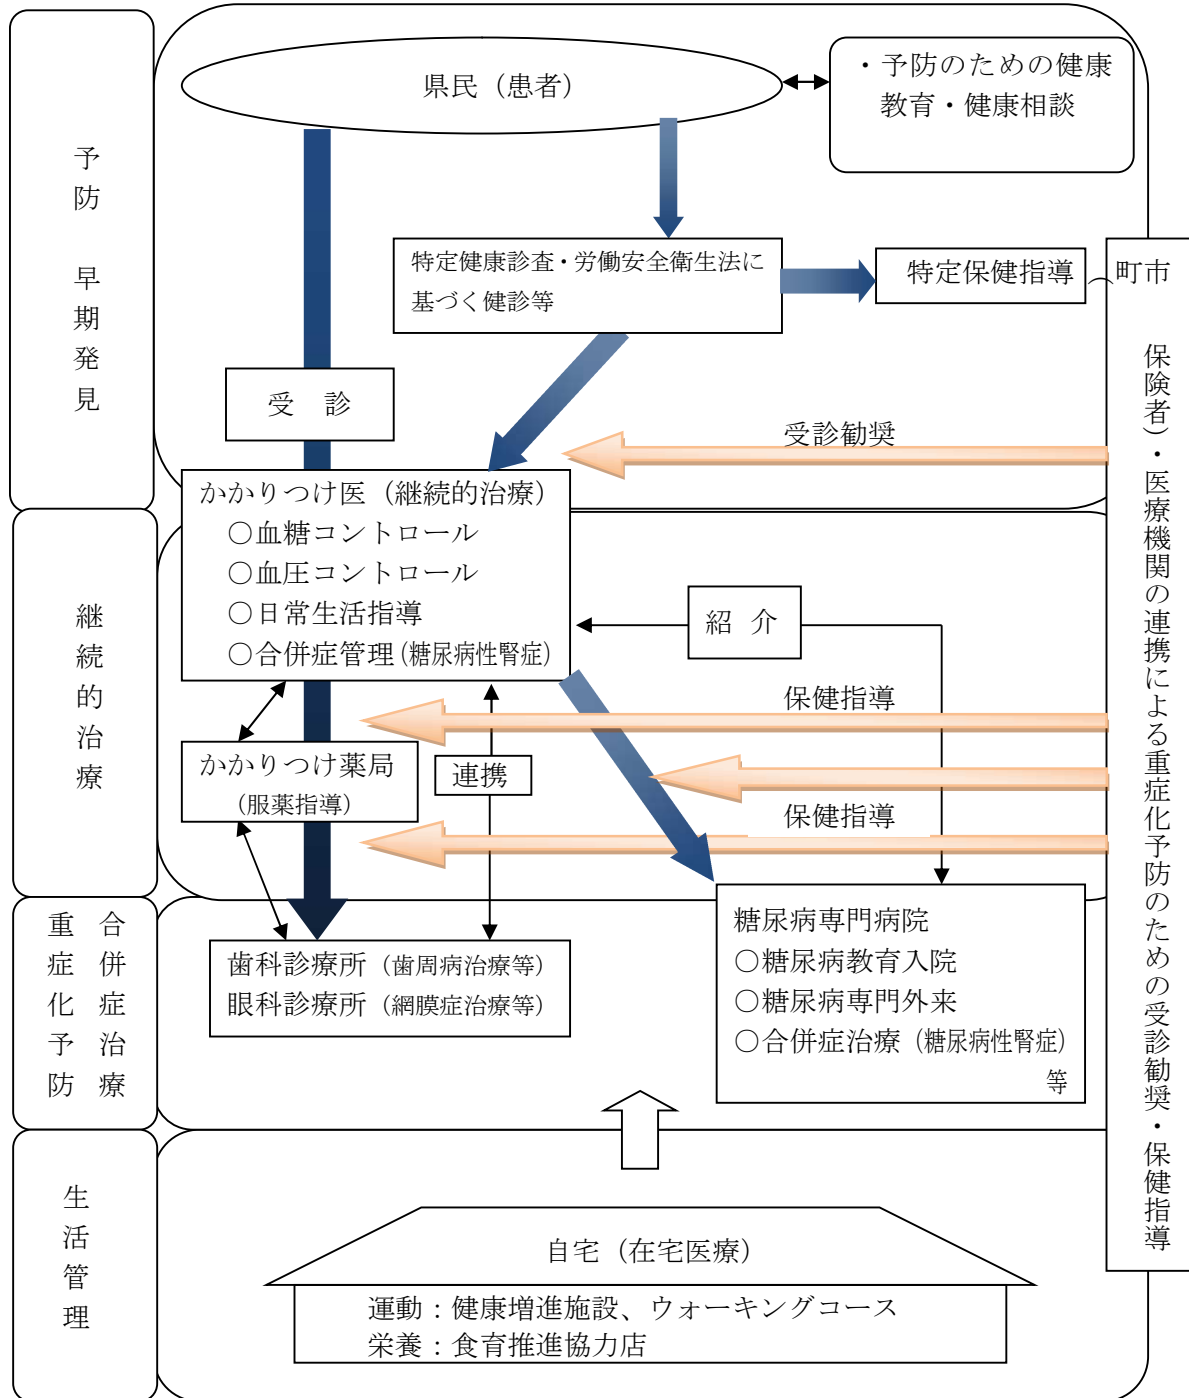 予防 早期発見
県民（患者）
・予防のための健康
教育・健康相談
特定健康診査・労働安全衛生法に
基づく健診等
特定保健指導
受 診
受診勧奨
継続的治療
かかりつけ医（継続的治療）
○血糖コントロール
○血圧コントロール
○日常生活指導
○合併症管理（糖尿病性腎症）
紹 介
保健指導
かかりつけ薬局
（服薬指導）
連携
保健指導
合併症治療
重症化予防
歯科診療所（歯周病治療等）
眼科診療所（網膜症治療等）
糖尿病専門病院
○糖尿病教育入院
○糖尿病専門外来
○合併症治療（糖尿病性腎症）
等
生活管理
自宅（在宅医療）
運動：健康増進施設、ウォーキングコース
栄養：食育推進協力店
市町（保険者）・医療機関の連携による重症化予防のための受診勧奨・保健指導